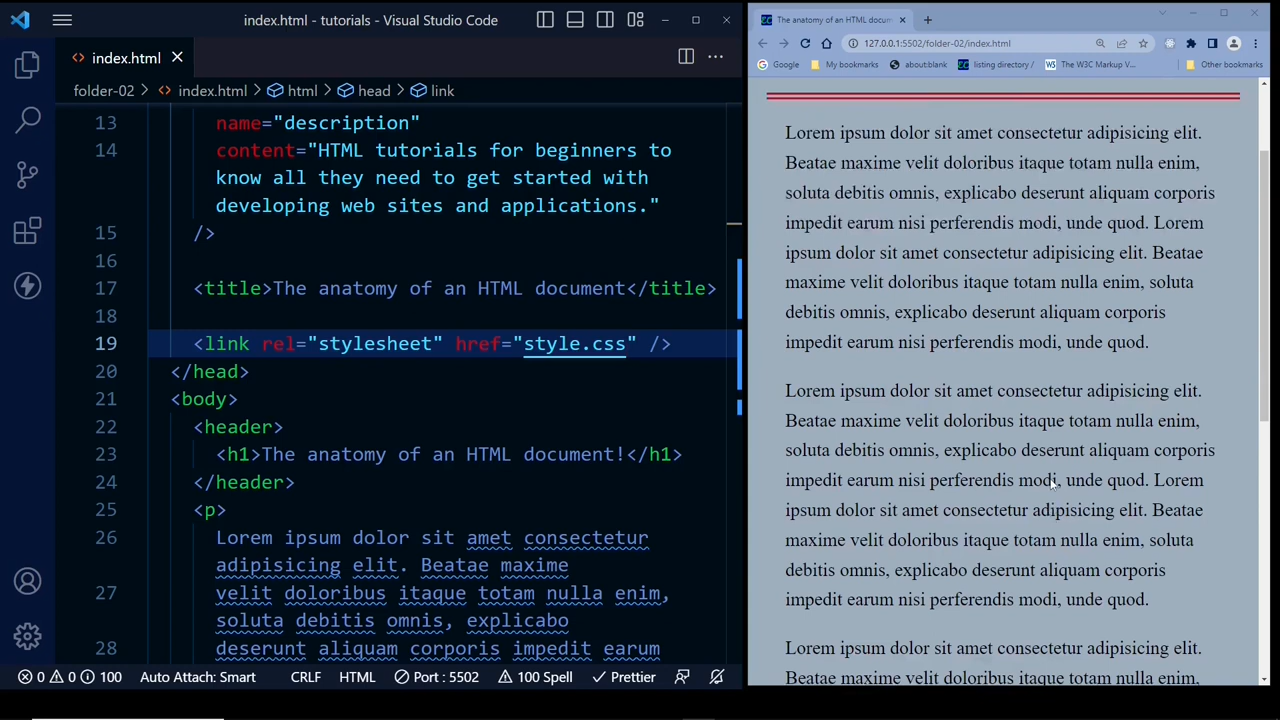 index.html - tutorials - Visual Studio Code
index.html
folder-02 > index.html > html > head > link
13 name="description"
14 content="HTML tutorials for beginners to
know all they need to get started with
developing web sites and applications."
15 />
16
17 <title>The anatomy of an HTML document</title>
18
19 <link rel="stylesheet" href="style.css" />
20 </head>
21 <body>
22 <header>
23 <h1>The anatomy of an HTML document!</h1>
24 </header>
25 <p>
26 Lorem ipsum dolor sit amet consectetur
adipisicing elit. Beatae maxime
27 velit doloribus itaque totam nulla enim,
soluta debitis omnis, explicabo
28 deserunt aliquam corporis impedit earum
0 0 100 Auto Attach: Smart CRLF HTML Port : 5502 100 Spell Prettier
The anatomy of an HTML docum
127.0.0.1:5502/folder-02/index.html
Google My bookmarks about:blank listing directory / The W3C Markup V... Other bookmarks
Lorem ipsum dolor sit amet consectetur adipisicing elit.
Beatae maxime velit doloribus itaque totam nulla enim,
soluta debitis omnis, explicabo deserunt aliquam corporis
impedit earum nisi perferendis modi, unde quod. Lorem
ipsum dolor sit amet consectetur adipisicing elit. Beatae
maxime velit doloribus itaque totam nulla enim, soluta
debitis omnis, explicabo deserunt aliquam corporis
impedit earum nisi perferendis modi, unde quod.
Lorem ipsum dolor sit amet consectetur adipisicing elit.
Beatae maxime velit doloribus itaque totam nulla enim,
soluta debitis omnis, explicabo deserunt aliquam corporis
impedit earum nisi perferendis modi, unde quod. Lorem
ipsum dolor sit amet consectetur adipisicing elit. Beatae
maxime velit doloribus itaque totam nulla enim, soluta
debitis omnis, explicabo deserunt aliquam corporis
impedit earum nisi perferendis modi, unde quod.
Lorem ipsum dolor sit amet consectetur adipisicing elit.
Beatae maxime velit doloribus itaque totam nulla enim,